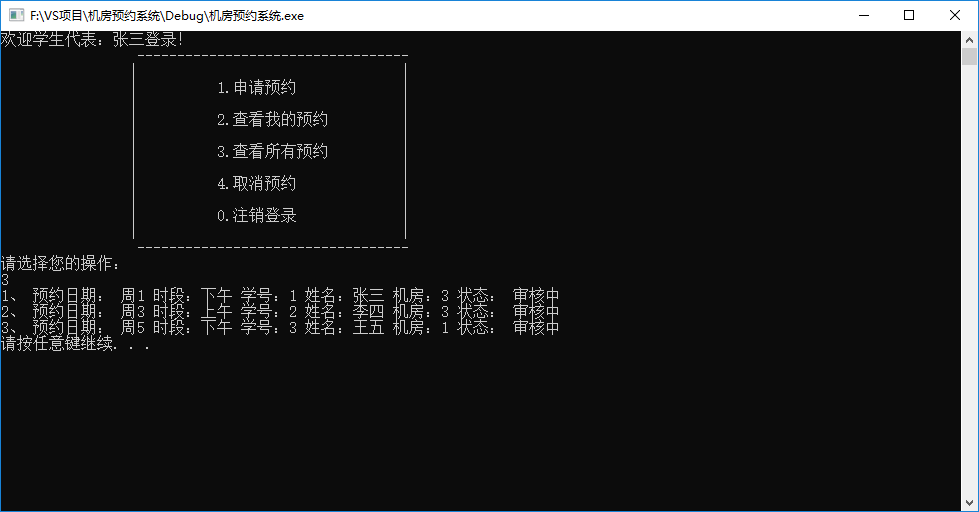 F:\VS项目\机房预约系统\Debug\机房预约系统.exe
欢迎学生代表：张三登录!
----------------------------------
1.申请预约
2.查看我的预约
3.查看所有预约
4.取消预约
0.注销登录
----------------------------------
请选择您的操作：
3
1、 预约日期： 周1 时段：下午 学号：1 姓名：张三 机房：3 状态： 审核中
2、 预约日期： 周3 时段：上午 学号：2 姓名：李四 机房：3 状态： 审核中
3、 预约日期： 周5 时段：下午 学号：3 姓名：王五 机房：1 状态： 审核中
请按任意键继续. . .